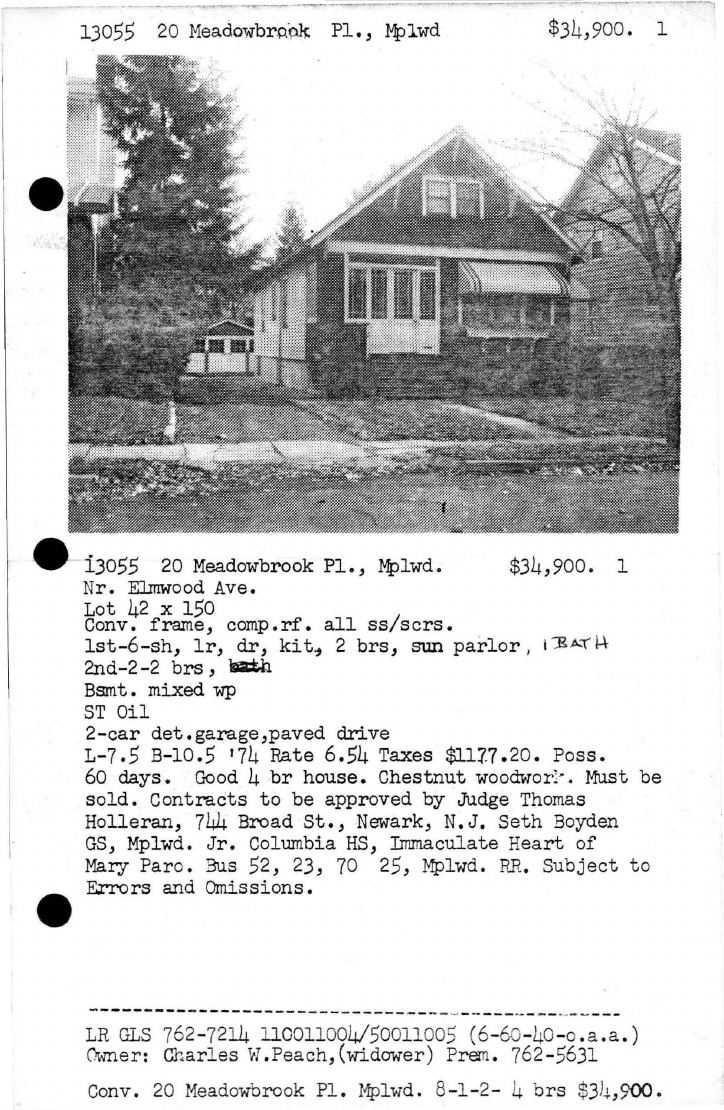 13055 20 Meadowbrook Pl., Mplwd $34,900. 1
13055 20 Meadowbrook Pl., Mplwd. $34,900. 1
Nr. Elmwood Ave.
Lot 42 x 150
Conv. frame, comp.rf. all ss/scrs.
1st-6-sh, lr, dr, kit, 2 brs, sun parlor, 1 BATH
2nd-2-2 brs, bath
Bsmt. mixed wp
ST Oil
2-car det.garage,paved drive
L-7.5 B-10.5 '74 Rate 6.54 Taxes $1177.20. Poss.
60 days. Good 4 br house. Chestnut woodwork. Must be
sold. Contracts to be approved by Judge Thomas
Holleran, 744 Broad St., Newark, N.J. Seth Boyden
GS, Mplwd. Jr. Columbia HS, Immaculate Heart of
Mary Paro. Bus 52, 23, 70 25, Mplwd. RR. Subject to
Errors and Omissions.
LR GLS 762-7214 110011004/50011005 (6-60-40-o.a.a.)
Owner: Charles W.Peach,(widower) Prem. 762-5631
Conv. 20 Meadowbrook Pl. Mplwd. 8-1-2- 4 brs $34,900.